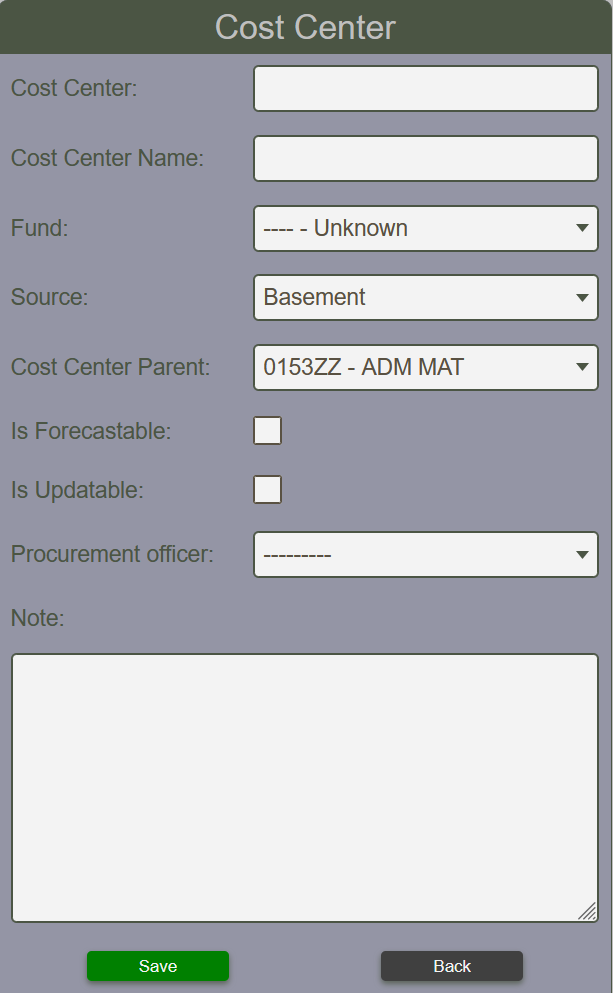 Cost Center
Cost Center:
Cost Center Name:
Fund: ---- - Unknown
Source: Basement
Cost Center Parent: 0153ZZ - ADM MAT
Is Forecastable:
Is Updatable:
Procurement officer: ---------
Note:
Save Back